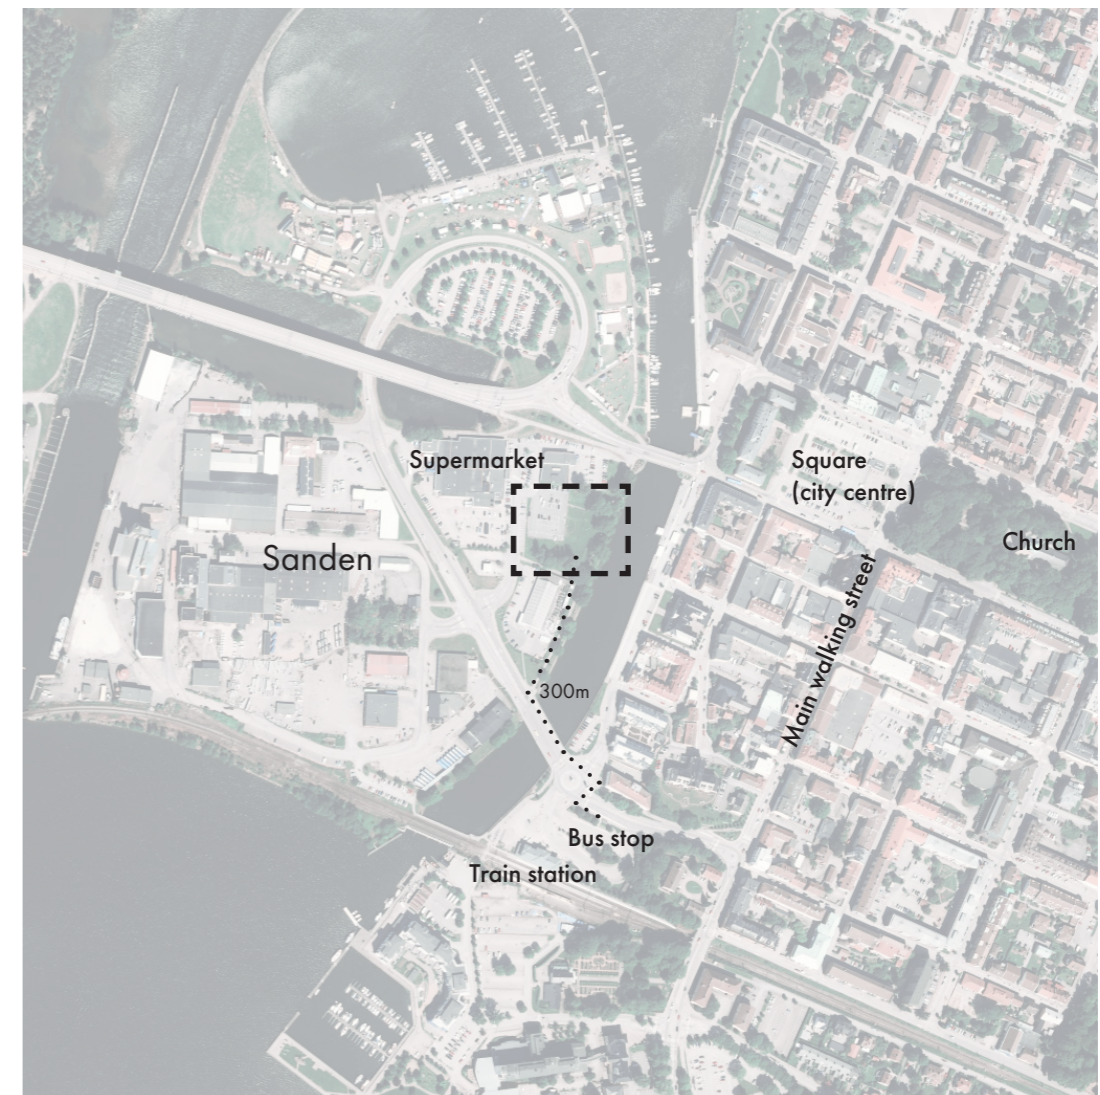 Supermarket
Square
(city centre)
Church
Sanden
Main walking street
300m
Bus stop
Train station